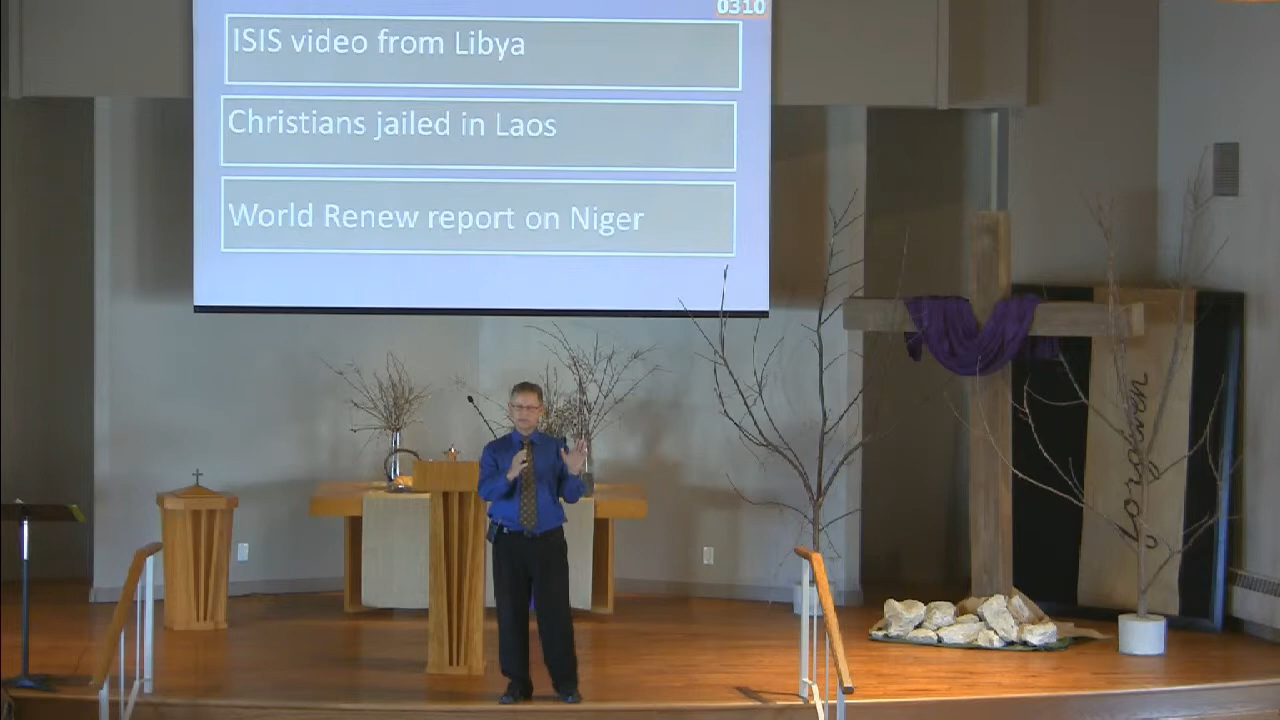 0310
ISIS video from Libya
Christians jailed in Laos
World Renew report on Niger
forgiven